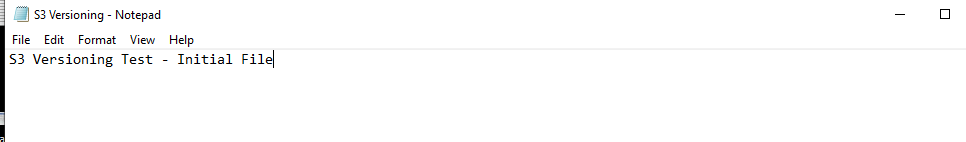 S3 Versioning - Notepad
File Edit Format View Help
S3 Versioning Test - Initial File